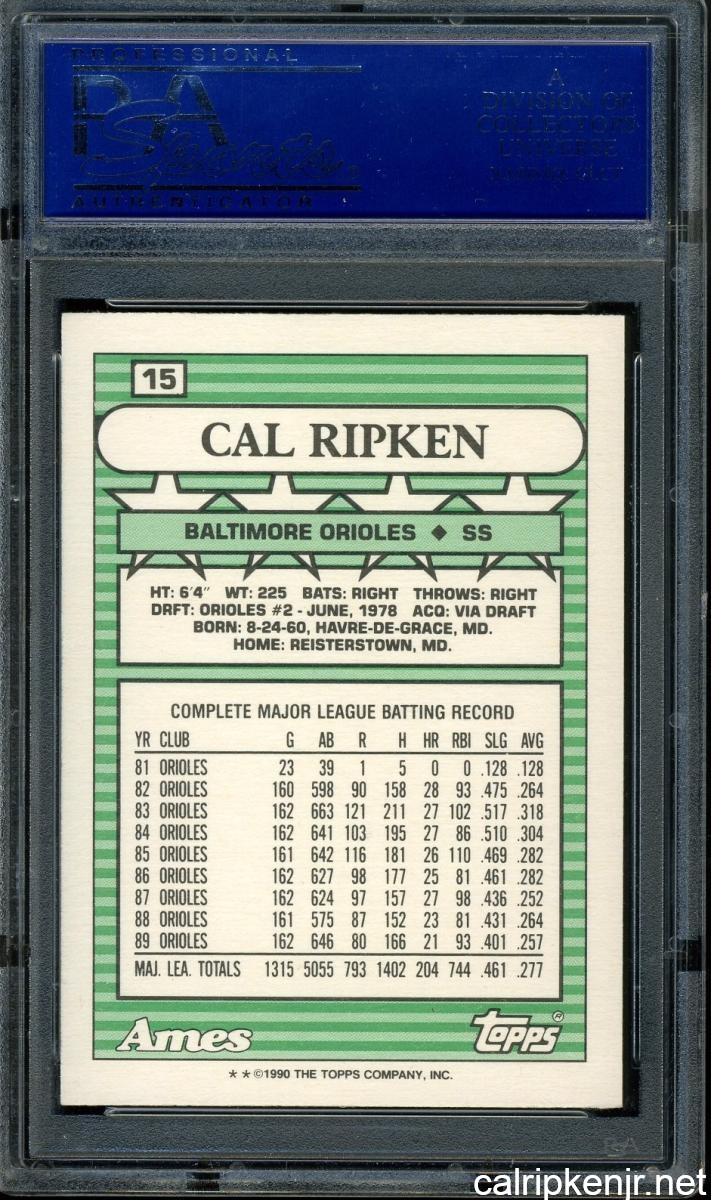 PROFESSIONAL
PSA
AUTHENTICATOR
A
DIVISION OF
COLLECTORS
UNIVERSE
15
CAL RIPKEN
BALTIMORE ORIOLES ♦ SS
HT: 6'4" WT: 225 BATS: RIGHT THROWS: RIGHT
DRFT: ORIOLES #2 - JUNE, 1978 ACQ: VIA DRAFT
BORN: 8-24-60, HAVRE-DE-GRACE, MD.
HOME: REISTERSTOWN, MD.
COMPLETE MAJOR LEAGUE BATTING RECORD
YR CLUB G AB R H HR RBI SLG AVG
81 ORIOLES 23 39 1 5 0 0 .128 .128
82 ORIOLES 160 598 90 158 28 93 .475 .264
83 ORIOLES 162 663 121 211 27 102 .517 .318
84 ORIOLES 162 641 103 195 27 86 .510 .304
85 ORIOLES 161 642 116 181 26 110 .469 .282
86 ORIOLES 162 627 98 177 25 81 .461 .282
87 ORIOLES 162 624 97 157 27 98 .436 .252
88 ORIOLES 161 575 87 152 23 81 .431 .264
89 ORIOLES 162 646 80 166 21 93 .401 .257
MAJ. LEA. TOTALS 1315 5055 793 1402 204 744 .461 .277
Ames
topps®
* * ©1990 THE TOPPS COMPANY, INC.
PSA
calripkenjr.net